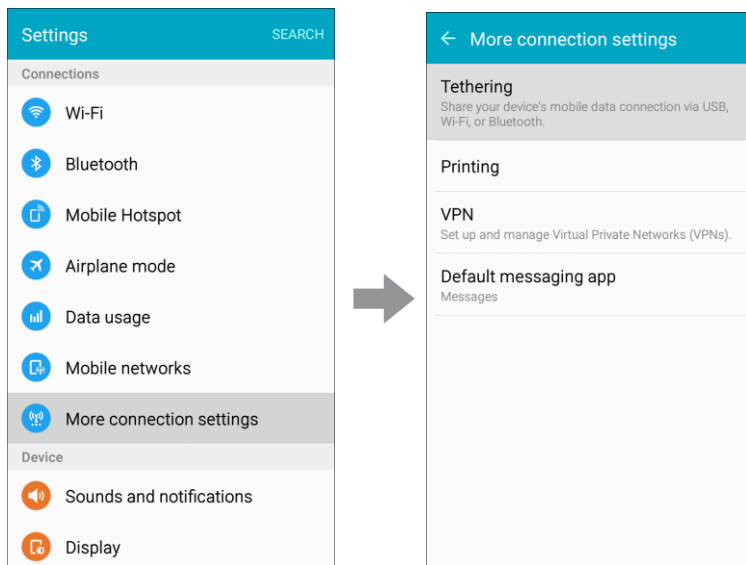 Settings
SEARCH
Connections
Wi-Fi
Bluetooth
Mobile Hotspot
Airplane mode
Data usage
Mobile networks
More connection settings
Device
Sounds and notifications
Display
More connection settings
Tethering
Share your device's mobile data connection via USB,
Wi-Fi, or Bluetooth.
Printing
VPN
Set up and manage Virtual Private Networks (VPNs).
Default messaging app
Messages